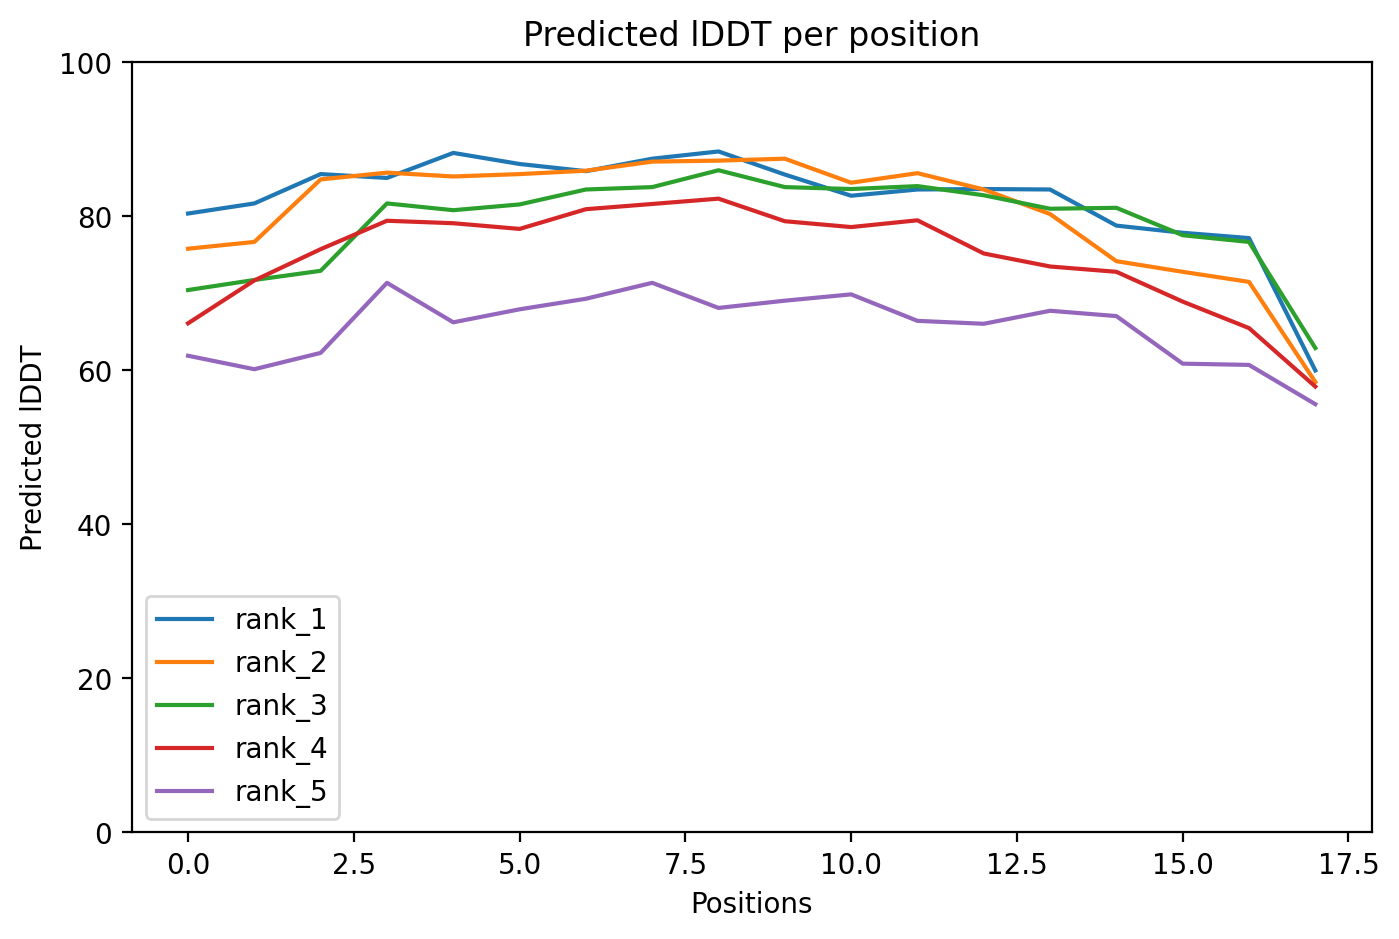 Predicted lDDT per position
100
80
60
40
20
0
Predicted lDDT
rank_1
rank_2
rank_3
rank_4
rank_5
0.0 2.5 5.0 7.5 10.0 12.5 15.0 17.5
Positions